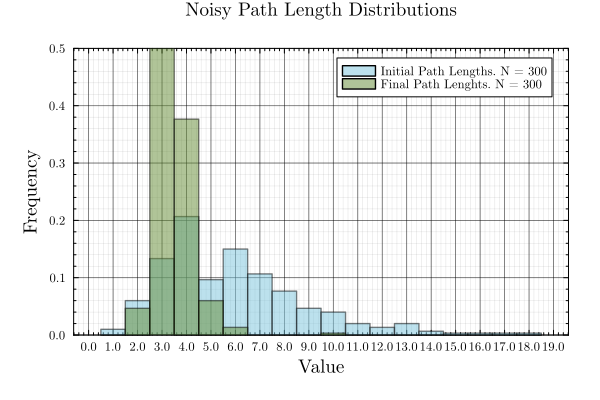 Noisy Path Length Distributions
Initial Path Lengths. N = 300
Final Path Lenghts. N = 300
Frequency
0.5
0.4
0.3
0.2
0.1
0.0
0.0 1.0 2.0 3.0 4.0 5.0 6.0 7.0 8.0 9.0 10.0 11.0 12.0 13.0 14.0 15.0 16.0 17.0 18.0 19.0
Value